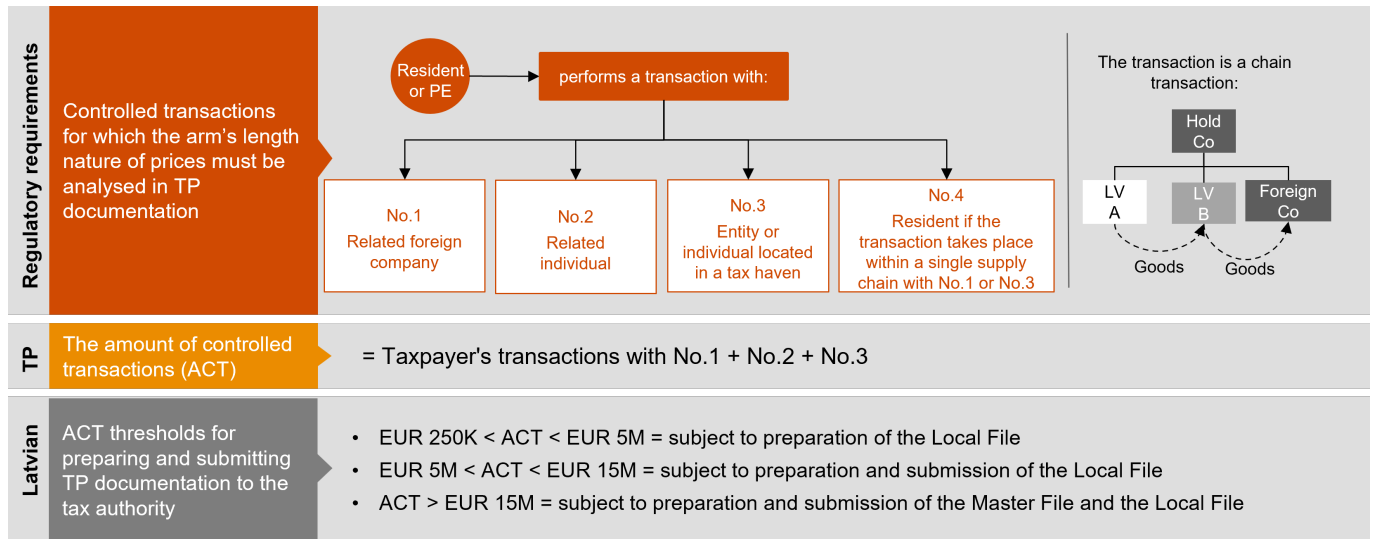 Regulatory requirements
Controlled transactions
for which the arm's length
nature of prices must be
analysed in TP
documentation
Resident
or PE
performs a transaction with:
No.1
Related foreign
company
No.2
Related
individual
No.3
Entity or
individual located
in a tax haven
No.4
Resident if the
transaction takes place
within a single supply
chain with No.1 or No.3
The transaction is a chain
transaction:
Hold
Co
LV
A
LV
B
Foreign
Co
Goods
Goods
TP
The amount of controlled
transactions (ACT)
= Taxpayer's transactions with No.1 + No.2 + No.3
Latvian
ACT thresholds for
preparing and submitting
TP documentation to the
tax authority
• EUR 250K < ACT < EUR 5M = subject to preparation of the Local File
• EUR 5M < ACT < EUR 15M = subject to preparation and submission of the Local File
• ACT > EUR 15M = subject to preparation and submission of the Master File and the Local File